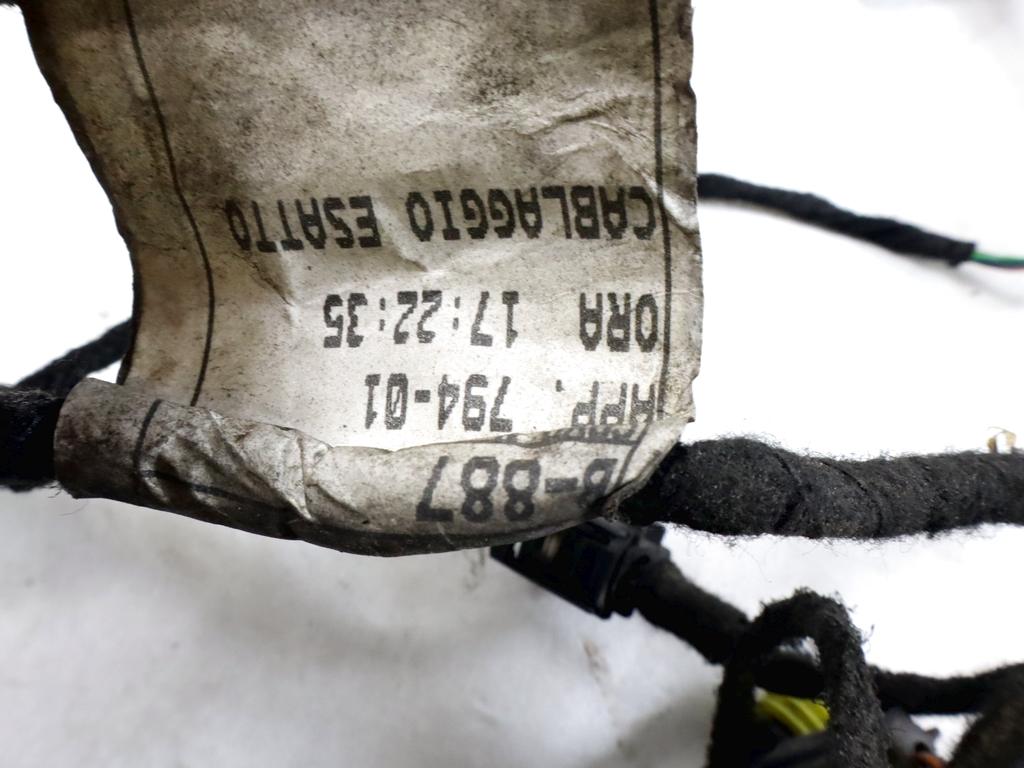 B-887
APP. 794-01
ORA 17:22:35
CABLAGGIO ESATTO